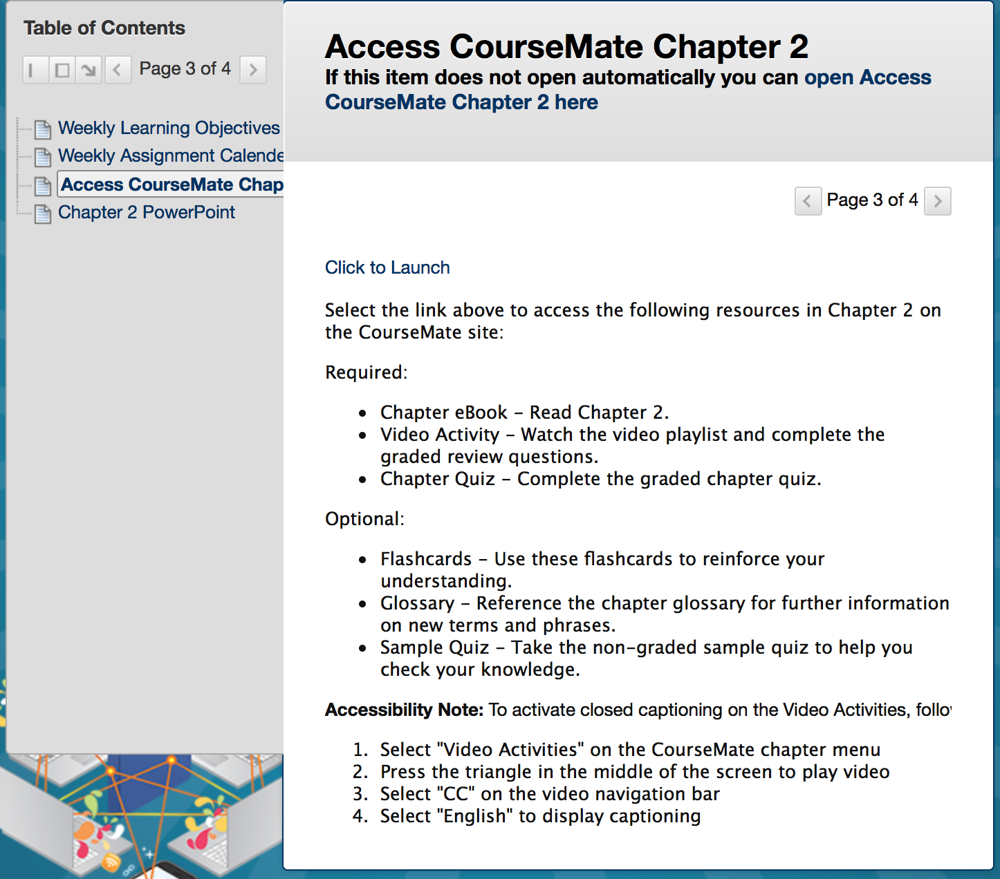 Table of Contents
Page 3 of 4
Weekly Learning Objectives
Weekly Assignment Calende
Access CourseMate Chap
Chapter 2 PowerPoint
Access CourseMate Chapter 2
If this item does not open automatically you can open Access
CourseMate Chapter 2 here
Page 3 of 4
Click to Launch
Select the link above to access the following resources in Chapter 2 on
the CourseMate site:
Required:
• Chapter eBook – Read Chapter 2.
• Video Activity – Watch the video playlist and complete the
graded review questions.
• Chapter Quiz – Complete the graded chapter quiz.
Optional:
• Flashcards – Use these flashcards to reinforce your
understanding.
• Glossary – Reference the chapter glossary for further information
on new terms and phrases.
• Sample Quiz – Take the non-graded sample quiz to help you
check your knowledge.
Accessibility Note: To activate closed captioning on the Video Activities, follo
1. Select "Video Activities" on the CourseMate chapter menu
2. Press the triangle in the middle of the screen to play video
3. Select "CC" on the video navigation bar
4. Select "English" to display captioning